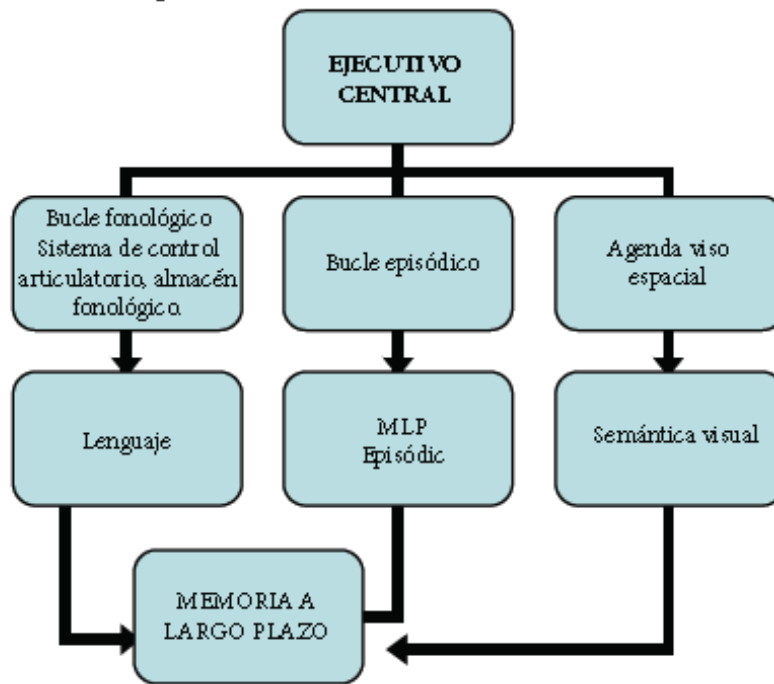 EJECUTIVO
CENTRAL
Bucle fonológico
Sistema de control
articulatorio, almacén
fonológico.
Bucle episódico
Agenda viso
espacial
Lenguaje
MLP
Episódic
Semántica visual
MEMORIA A
LARGO PLAZO